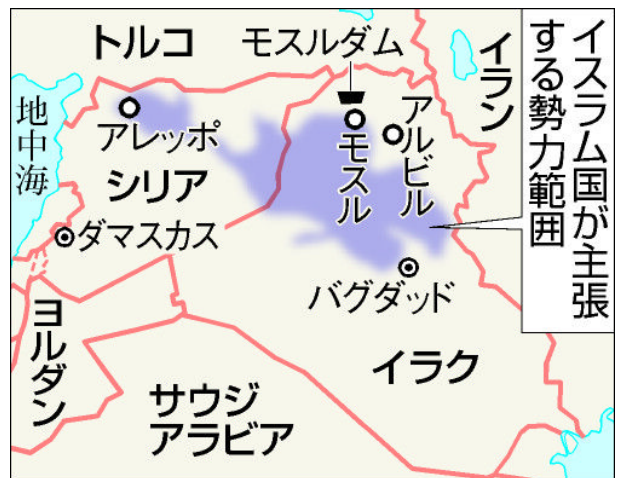 イスラム国が主張
する勢力範囲
トルコ
モスルダム
イラン
地中海
アレッポ
モスル
アルビル
シリア
ダマスカス
バグダッド
ヨルダン
イラク
サウジ
アラビア